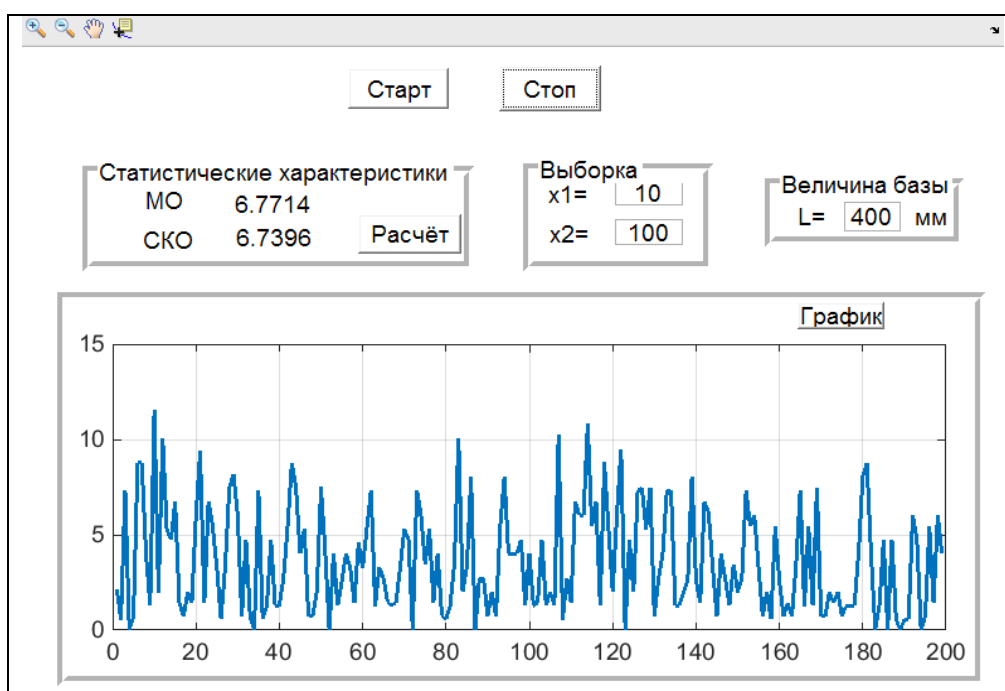 Старт Стоп
Статистические характеристики
МО 6.7714
СКО 6.7396
Расчёт
Выборка
x1= 10
x2= 100
Величина базы
L= 400 мм
График
15
10
5
0
0 20 40 60 80 100 120 140 160 180 200